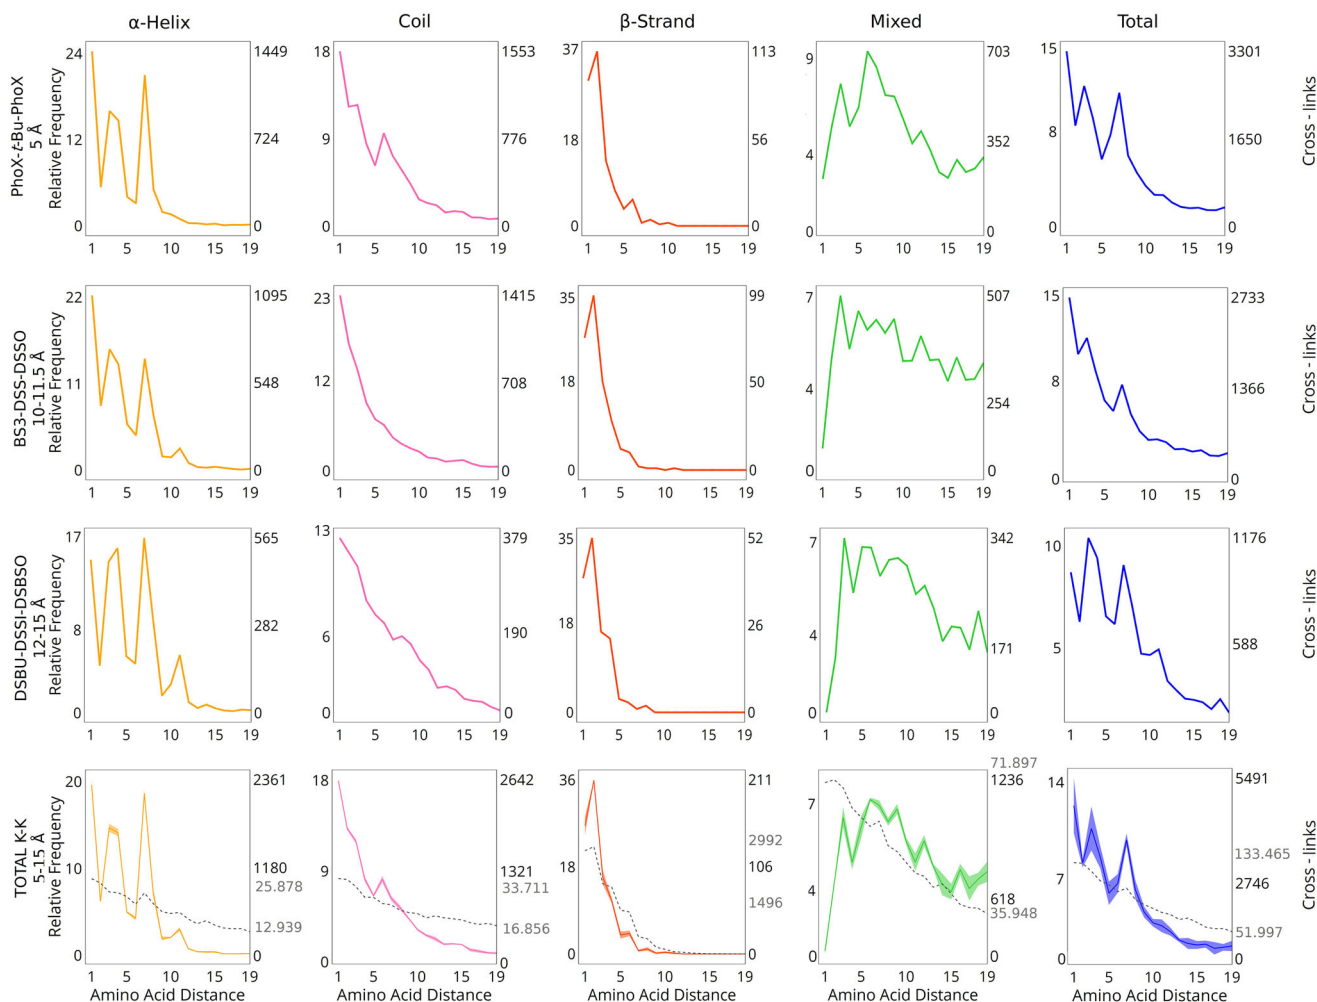 α-Helix Coil β-Strand Mixed Total
PhoX-t-Bu-PhoX
5 Å
Relative Frequency
24 12 0
1449 724 0
1 5 10 15 19
18 9 0
1553 776 0
1 5 10 15 19
37 18 0
113 56 0
1 5 10 15 19
9 4 0
703 352 0
1 5 10 15 19
15 8 0
3301 1650 0
1 5 10 15 19
Cross - links
BS3-DSS-DSSO
10-11.5 Å
Relative Frequency
22 11 0
1095 548 0
1 5 10 15 19
23 12 0
1415 708 0
1 5 10 15 19
35 18 0
99 50 0
1 5 10 15 19
7 4 0
507 254 0
1 5 10 15 19
15 8 0
2733 1366 0
1 5 10 15 19
Cross - links
DSBU-DSSI-DSBSO
12-15 Å
Relative Frequency
17 8 0
565 282 0
1 5 10 15 19
13 6 0
379 190 0
1 5 10 15 19
35 18 0
52 26 0
1 5 10 15 19
7 4 0
342 171 0
1 5 10 15 19
10 5
1176 588
1 5 10 15 19
Cross - links
TOTAL K-K
5-15 Å
Relative Frequency
20 10 0
2361 1180 25.878 12.939 0
1 5 10 15 19
Amino Acid Distance
18 9 0
2642 1321 33.711 16.856 0
1 5 10 15 19
Amino Acid Distance
36 18 0
211 2992 106 1496 0
1 5 10 15 19
Amino Acid Distance
7 4 0
71.897 1236 618 35.948 0
1 5 10 15 19
Amino Acid Distance
14 7 0
5491 133.465 2746 51.997 0
1 5 10 15 19
Amino Acid Distance
Cross - links